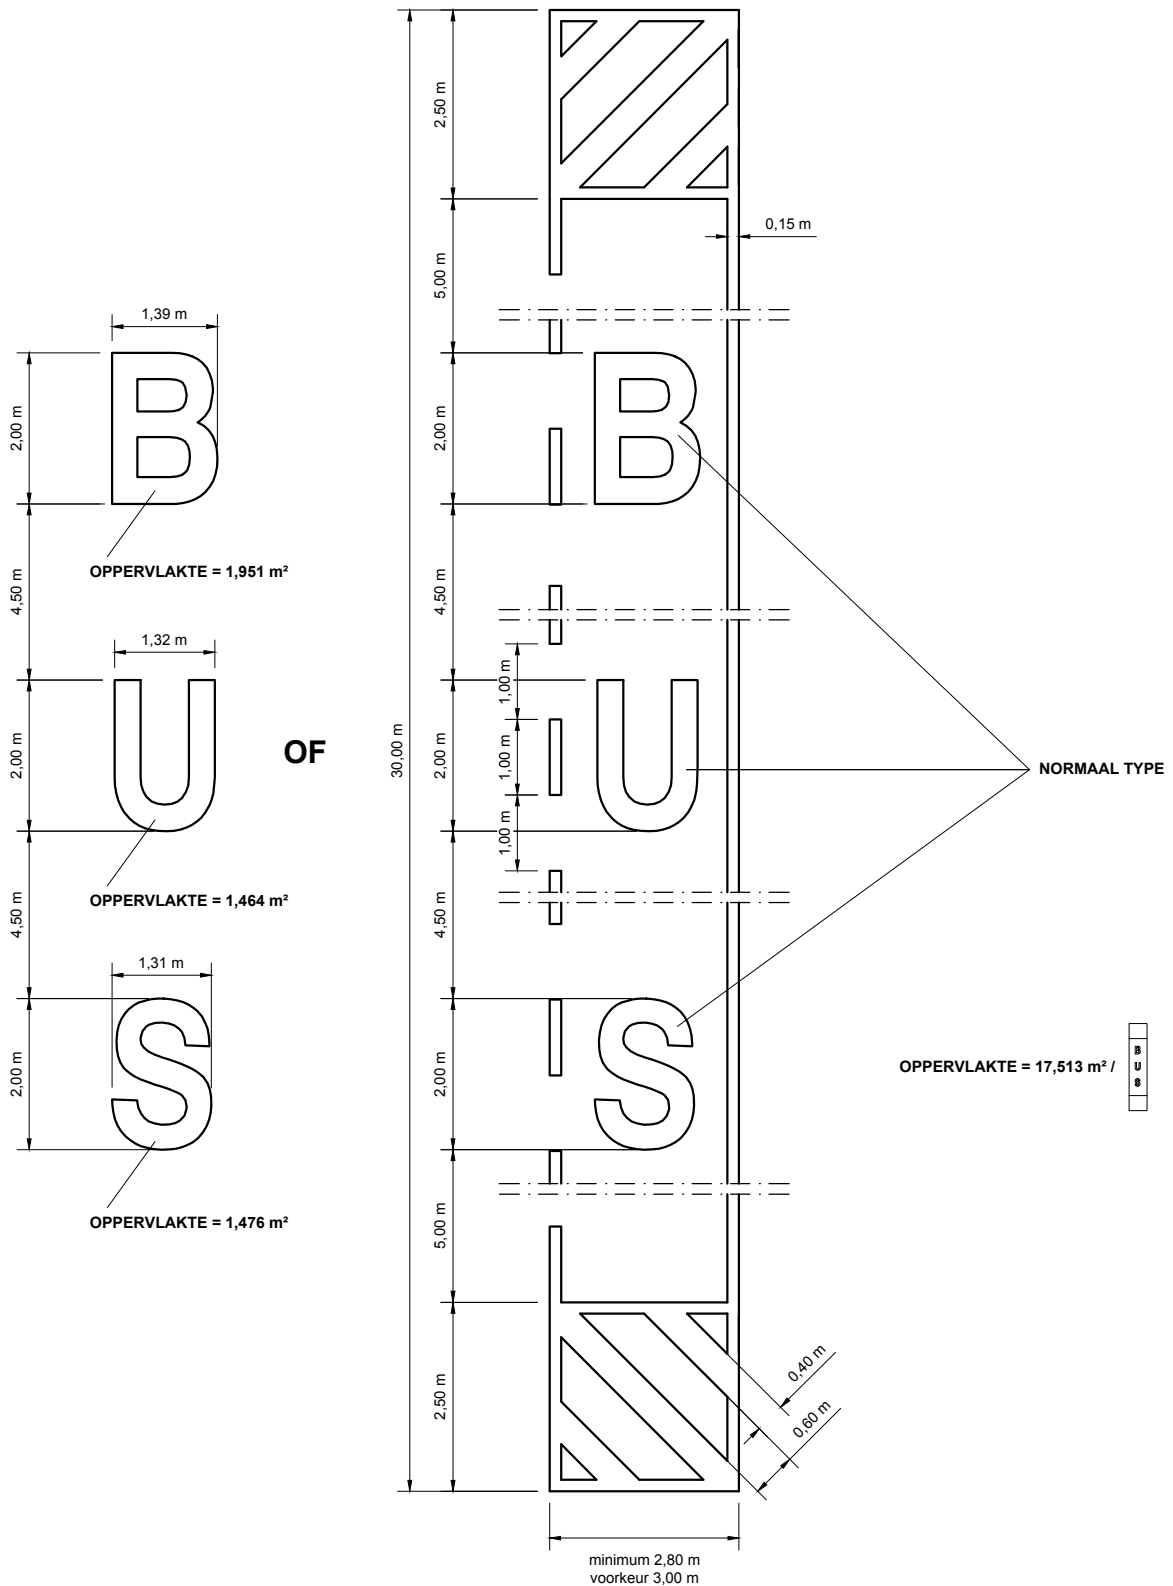 1,39 m
2,00 m
B
OPPERVLAKTE = 1,951 m²
4,50 m
1,32 m
2,00 m
U
OPPERVLAKTE = 1,464 m²
4,50 m
1,31 m
2,00 m
S
OPPERVLAKTE = 1,476 m²
OF
30,00 m
2,50 m
5,00 m
2,00 m
4,50 m
2,00 m
4,50 m
2,00 m
5,00 m
2,50 m
1,00 m
1,00 m
1,00 m
0,15 m
B
U
S
NORMAAL TYPE
OPPERVLAKTE = 17,513 m² /
B
U
S
0,40 m
0,60 m
minimum 2,80 m
voorkeur 3,00 m